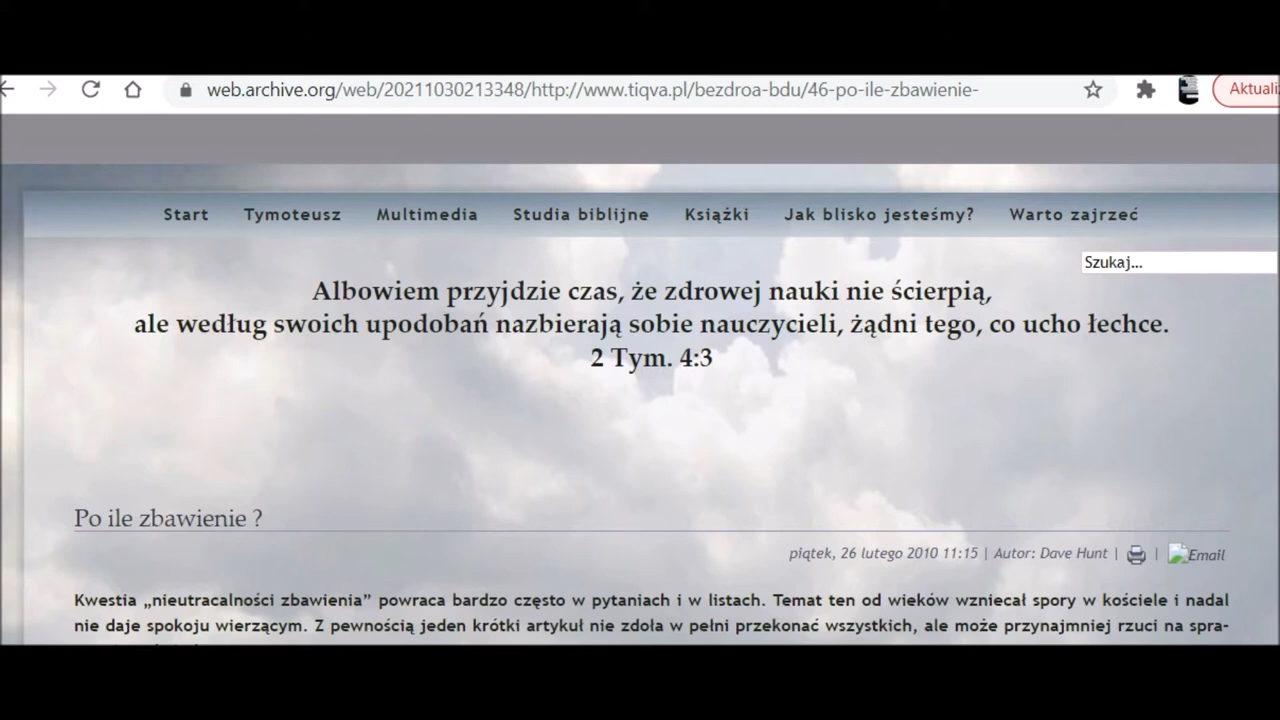 web.archive.org/web/20211030213348/http://www.tiqva.pl/bezdroa-bdu/46-po-ile-zbawienie-
Aktuali
Start Tymoteusz Multimedia Studia biblijne Książki Jak blisko jesteśmy? Warto zajrzeć
Szukaj...
Albowiem przyjdzie czas, że zdrowej nauki nie ścierpią,
ale według swoich upodobań nazbierają sobie nauczycieli, żądni tego, co ucho łechce.
2 Tym. 4:3
Po ile zbawienie ?
piątek, 26 lutego 2010 11:15 | Autor: Dave Hunt | | Email
Kwestia „nieutracalności zbawienia” powraca bardzo często w pytaniach i w listach. Temat ten od wieków wzniecał spory w kościele i nadal
nie daje spokoju wierzącym. Z pewnością jeden krótki artykuł nie zdoła w pełni przekonać wszystkich, ale może przynajmniej rzuci na spra-